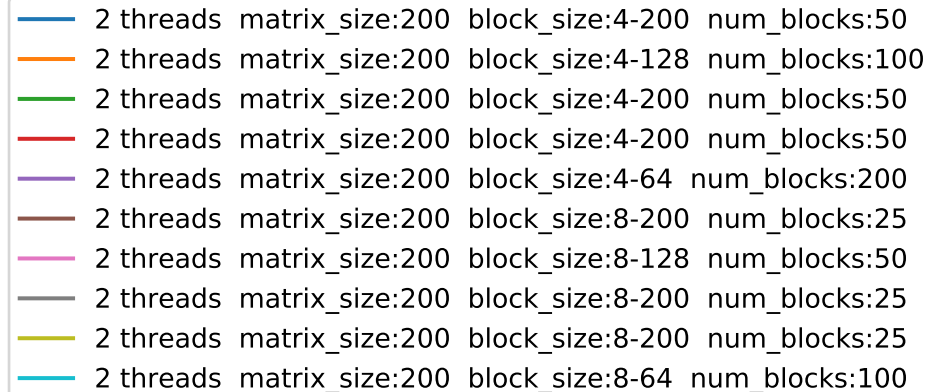 2 threads  matrix_size:200  block_size:4-200  num_blocks:50
2 threads  matrix_size:200  block_size:4-128  num_blocks:100
2 threads  matrix_size:200  block_size:4-200  num_blocks:50
2 threads  matrix_size:200  block_size:4-200  num_blocks:50
2 threads  matrix_size:200  block_size:4-64  num_blocks:200
2 threads  matrix_size:200  block_size:8-200  num_blocks:25
2 threads  matrix_size:200  block_size:8-128  num_blocks:50
2 threads  matrix_size:200  block_size:8-200  num_blocks:25
2 threads  matrix_size:200  block_size:8-200  num_blocks:25
2 threads  matrix_size:200  block_size:8-64  num_blocks:100